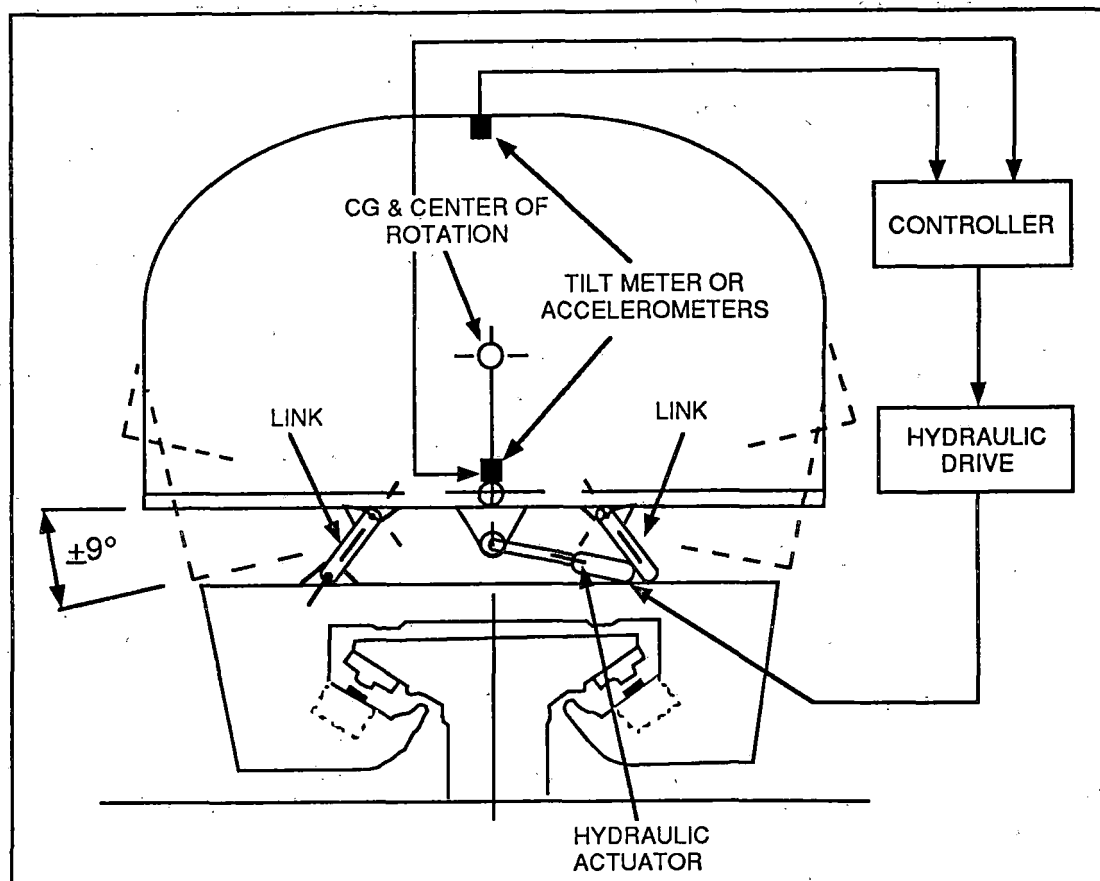 CG & CENTER OF
ROTATION
TILT METER OR
ACCELEROMETERS
CONTROLLER
LINK
LINK
HYDRAULIC
DRIVE
±9°
HYDRAULIC
ACTUATOR